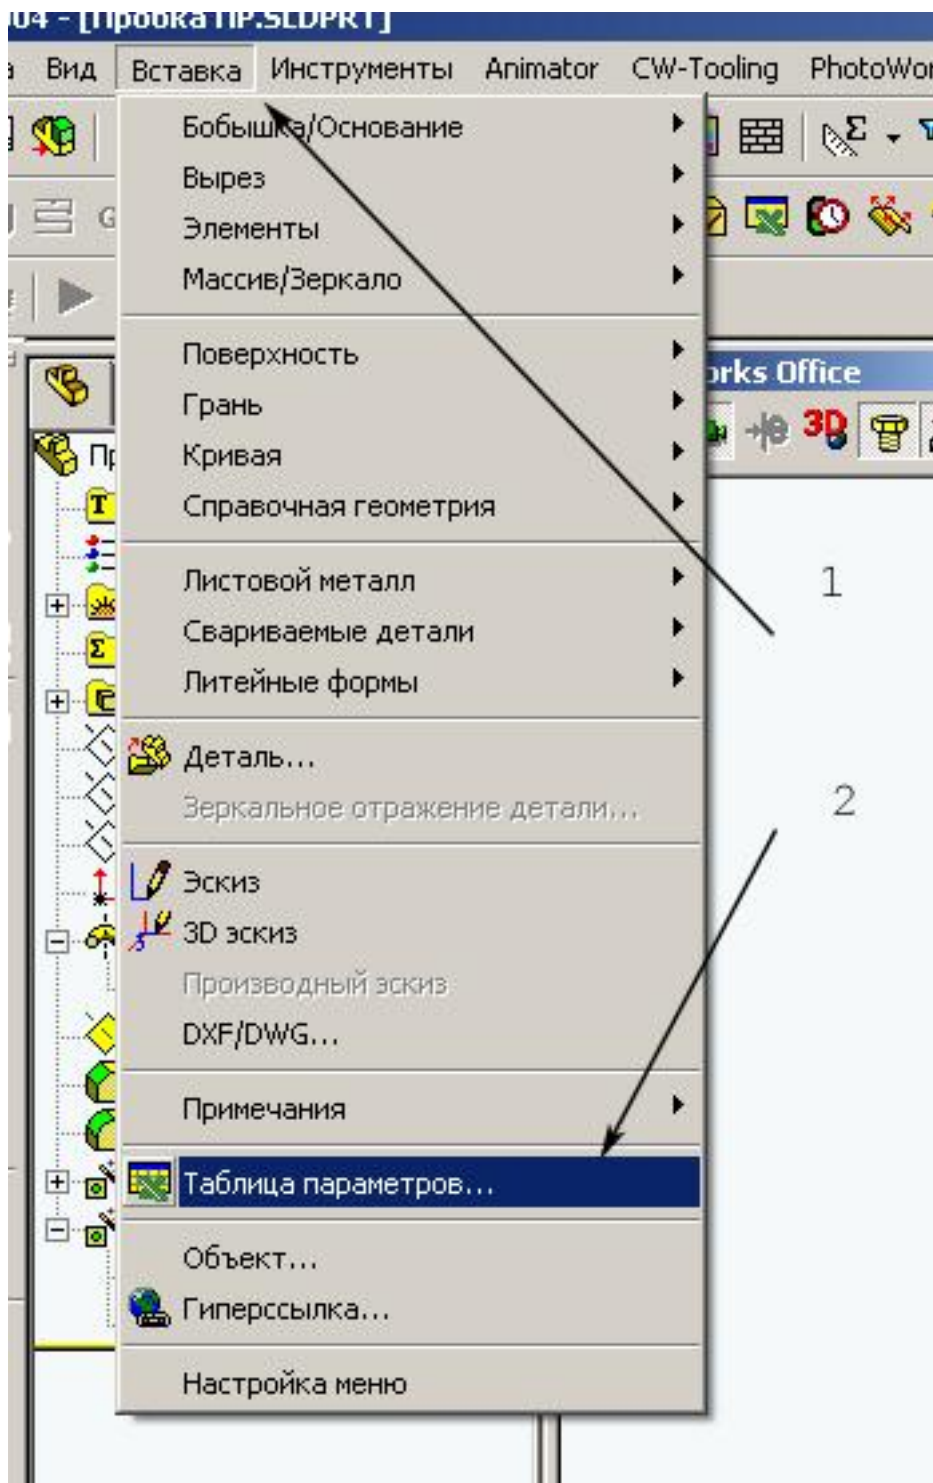 04 - [Пробка ПР.SLDPRT]
Вид Вставка Инструменты Animator CW-Tooling PhotoWor
Бобышка/Основание
Вырез
Элементы
Массив/Зеркало
Поверхность
rks Office
Грань
3D
Кривая
Справочная геометрия
Листовой металл
1
Свариваемые детали
Литейные формы
Деталь...
Зеркальное отражение детали...
2
Эскиз
3D эскиз
Производный эскиз
DXF/DWG...
Примечания
Таблица параметров...
Объект...
Гиперссылка...
Настройка меню